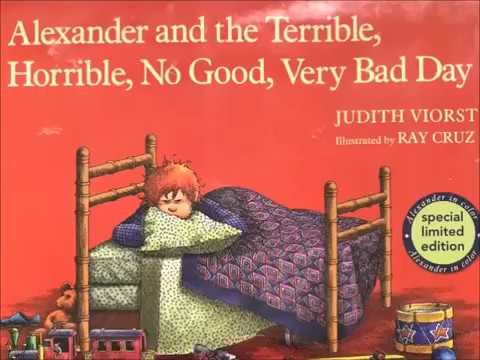 Alexander and the Terrible,
Horrible, No Good, Very Bad Day
JUDITH VIORST
Illustrated by RAY CRUZ
Alexander in color
special
limited
edition
Alexander in color